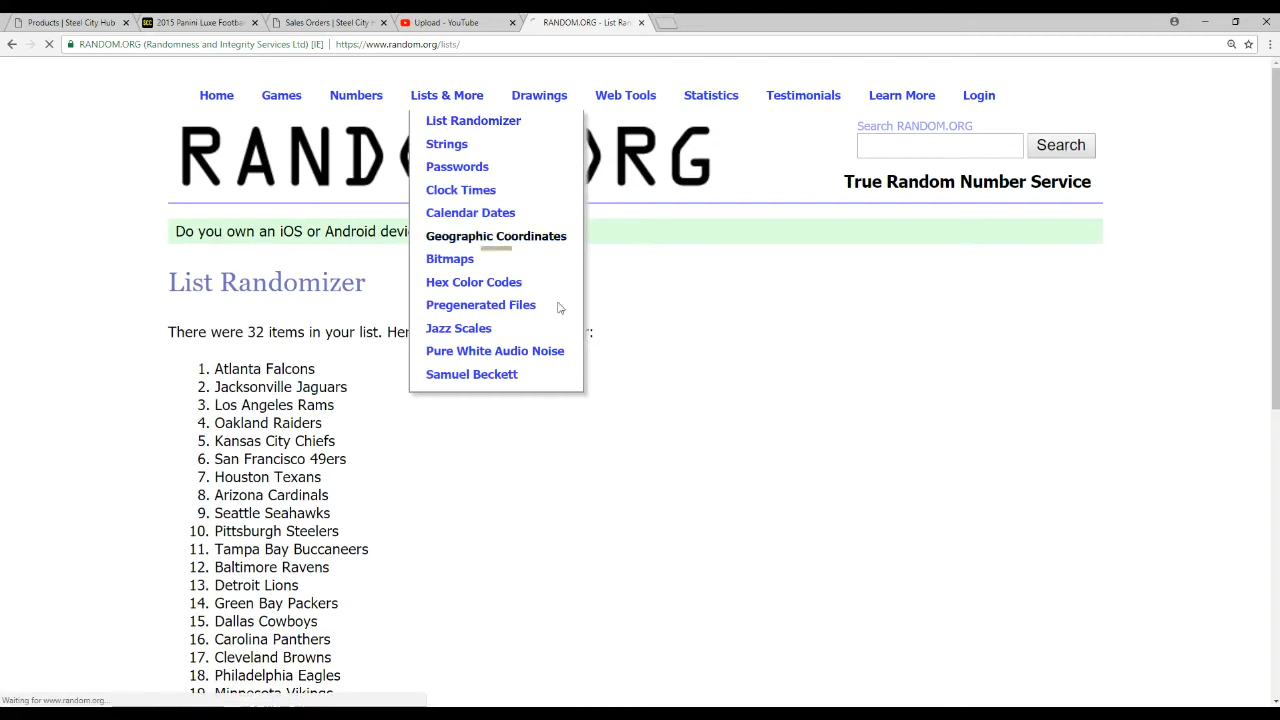 Products | Steel City Hub
2015 Panini Luxe Footba
Sales Orders | Steel City
Upload - YouTube
RANDOM.ORG - List Ran
RANDOM.ORG (Randomness and Integrity Services Ltd) [IE]
https://www.random.org/lists/
Home Games Numbers Lists & More Drawings Web Tools Statistics Testimonials Learn More Login
List Randomizer
Strings
Passwords
Clock Times
Calendar Dates
Geographic Coordinates
Bitmaps
Hex Color Codes
Pregenerated Files
Jazz Scales
Pure White Audio Noise
Samuel Beckett
Search RANDOM.ORG
Search
True Random Number Service
Do you own an iOS or Android devi
List Randomizer
There were 32 items in your list. Her
1. Atlanta Falcons
2. Jacksonville Jaguars
3. Los Angeles Rams
4. Oakland Raiders
5. Kansas City Chiefs
6. San Francisco 49ers
7. Houston Texans
8. Arizona Cardinals
9. Seattle Seahawks
10. Pittsburgh Steelers
11. Tampa Bay Buccaneers
12. Baltimore Ravens
13. Detroit Lions
14. Green Bay Packers
15. Dallas Cowboys
16. Carolina Panthers
17. Cleveland Browns
18. Philadelphia Eagles
19. Minnesota Vikings
Waiting for www.random.org...